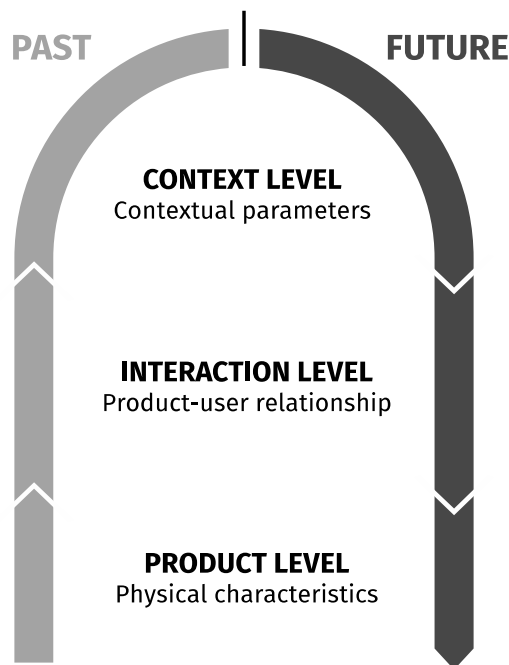 PAST
FUTURE
CONTEXT LEVEL
Contextual parameters
INTERACTION LEVEL
Product-user relationship
PRODUCT LEVEL
Physical characteristics